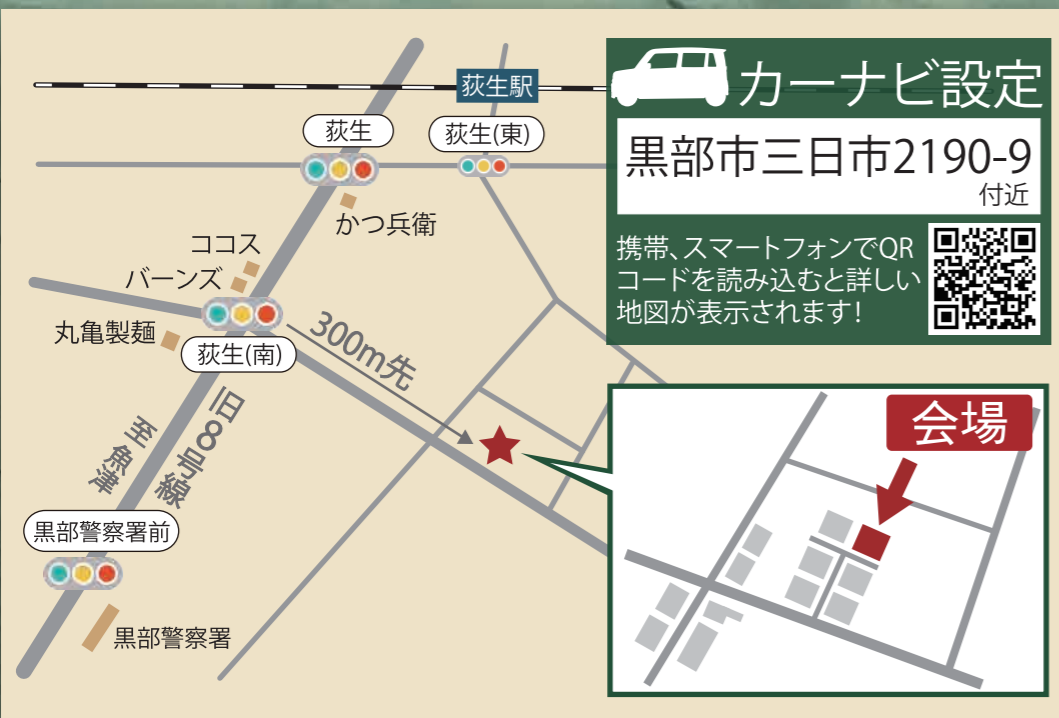 荻生駅
荻生
荻生(東)
かつ兵衛
ココス
バーンズ
丸亀製麺
荻生(南)
300m先
旧8号線
至魚津
黒部警察署前
黒部警察署
カーナビ設定
黒部市三日市2190-9
付近
携帯、スマートフォンでQR
コードを読み込むと詳しい
地図が表示されます!
会場